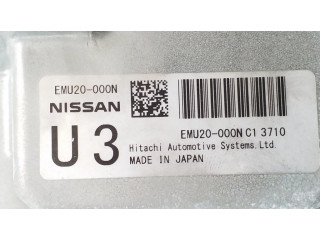 EMU20-000N
NISSAN
U3
EMU20-000N C1 3710
Hitachi Automotive Systems, Ltd.
MADE IN JAPAN